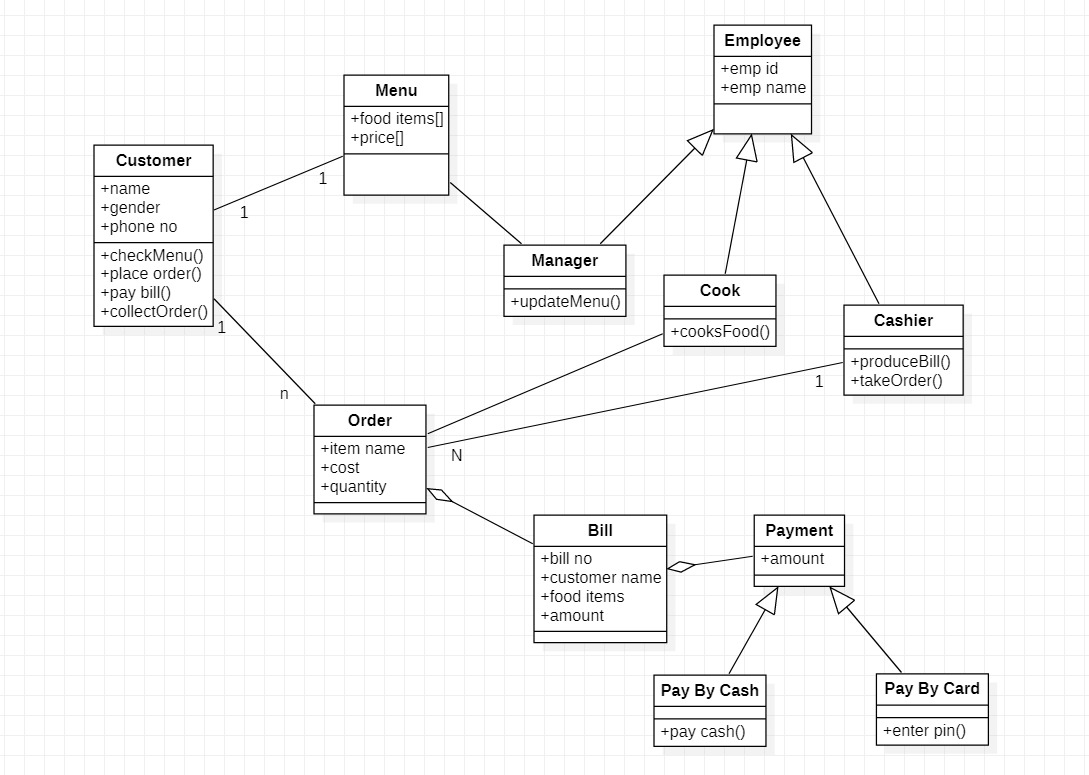 Employee
+emp id
+emp name
Menu
+food items[]
+price[]
Customer
+name
+gender
+phone no
+checkMenu()
+place order()
+pay bill()
+collectOrder()
1
1
1
n
Manager
+updateMenu()
Cook
+cooksFood()
Cashier
+produceBill()
+takeOrder()
1
N
Order
+item name
+cost
+quantity
Bill
+bill no
+customer name
+food items
+amount
Payment
+amount
Pay By Cash
+pay cash()
Pay By Card
+enter pin()